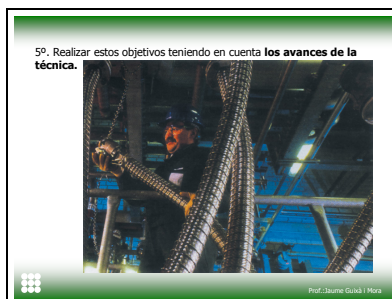 5º. Realizar estos objetivos teniendo en cuenta los avances de la
técnica.
Prof.:Jaume Guixà i Mora